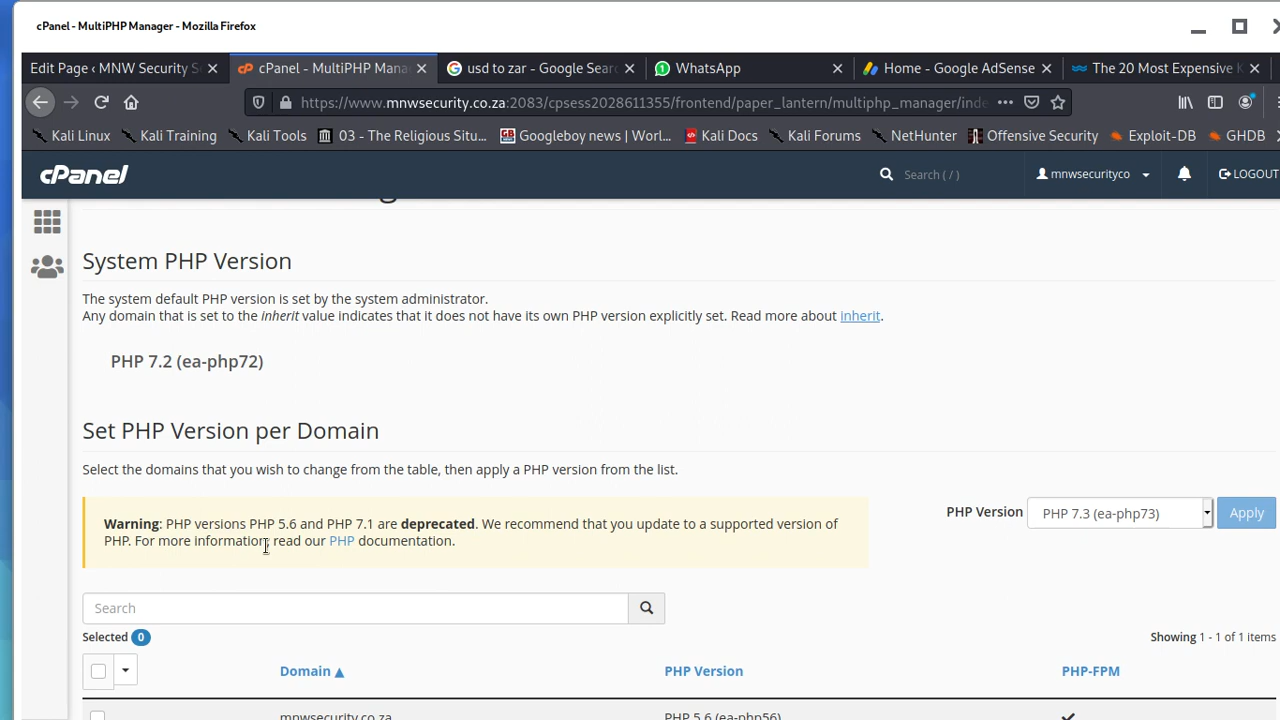 cPanel - MultiPHP Manager - Mozilla Firefox
Edit Page ‹ MNW Security S
cPanel - MultiPHP Mana
usd to zar - Google Sear
WhatsApp
Home - Google AdSense
The 20 Most Expensive K
https://www.mnwsecurity.co.za:2083/cpsess2028611355/frontend/paper_lantern/multiphp_manager/inde
Kali Linux
Kali Training
Kali Tools
03 - The Religious Situ...
Googleboy news | Worl...
Kali Docs
Kali Forums
NetHunter
Offensive Security
Exploit-DB
GHDB
cPanel
Search ( / )
mnwsecurityco
LOGOUT
System PHP Version
The system default PHP version is set by the system administrator.
Any domain that is set to the inherit value indicates that it does not have its own PHP version explicitly set. Read more about inherit.
PHP 7.2 (ea-php72)
Set PHP Version per Domain
Select the domains that you wish to change from the table, then apply a PHP version from the list.
Warning: PHP versions PHP 5.6 and PHP 7.1 are deprecated. We recommend that you update to a supported version of
PHP. For more information, read our PHP documentation.
PHP Version
PHP 7.3 (ea-php73)
Apply
Search
Selected 0
Showing 1 - 1 of 1 items
Domain
PHP Version
PHP-FPM
mnwsecurity.co.za
PHP 5.6 (ea-php56)